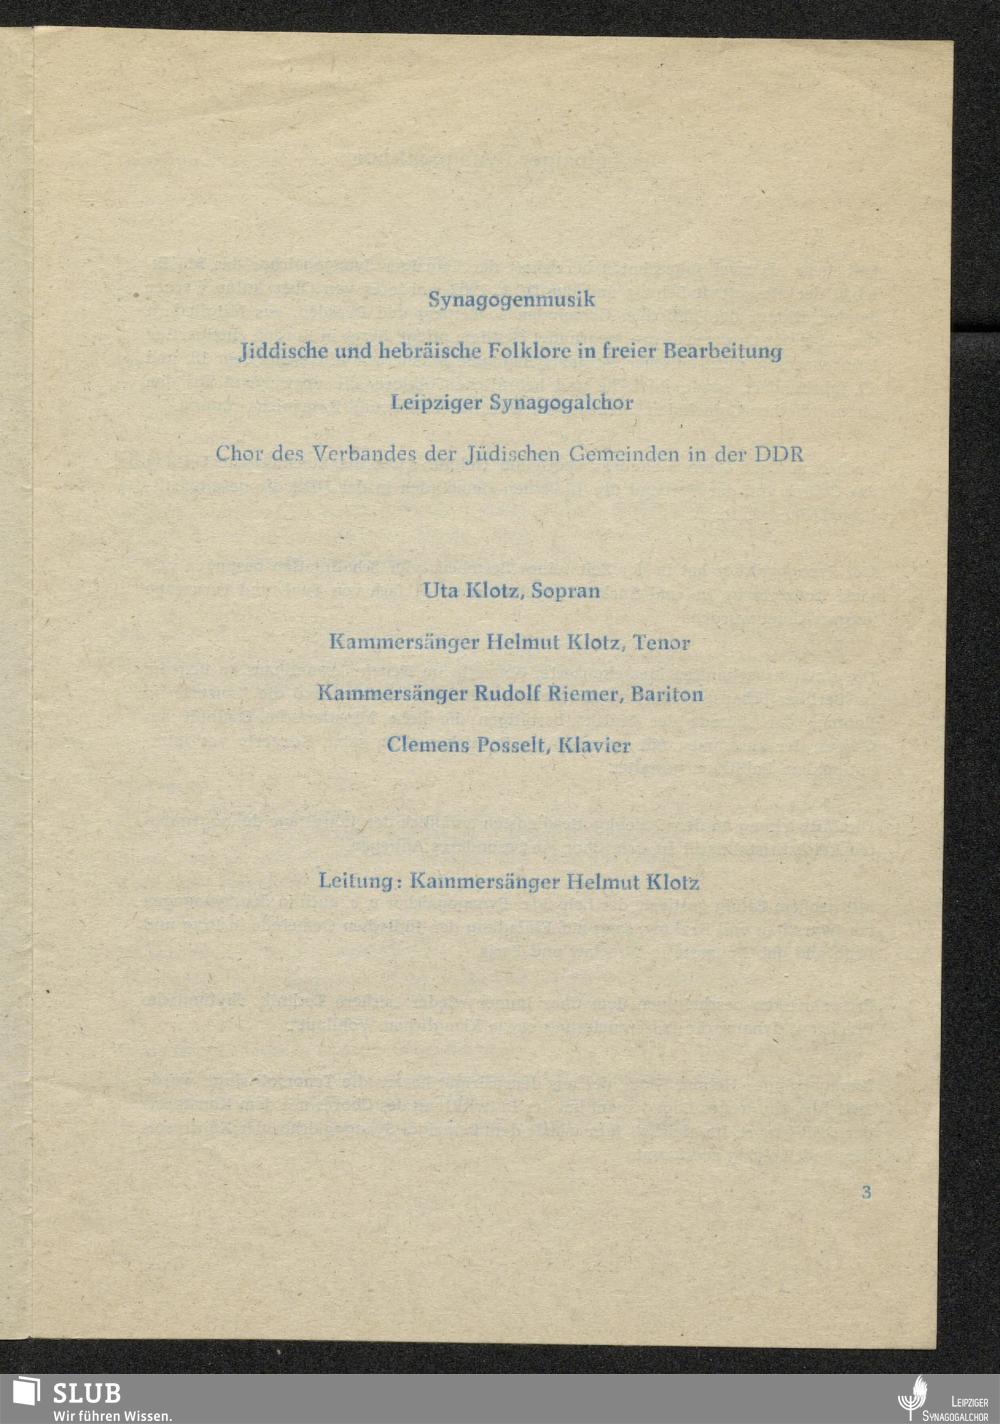 Synagogenmusik
Jiddische und hebräische Folklore in freier Bearbeitung
Leipziger Synagogalchor
Chor des Verbandes der Jüdischen Gemeinden in der DDR
Uta Klotz, Sopran
Kammersänger Helmut Klotz, Tenor
Kammersänger Rudolf Riemer, Bariton
Clemens Posselt, Klavier
Leitung: Kammersänger Helmut Klotz
3
SLUB
Wir führen Wissen.
LEIPZIGER
SYNAGOGALCHOR